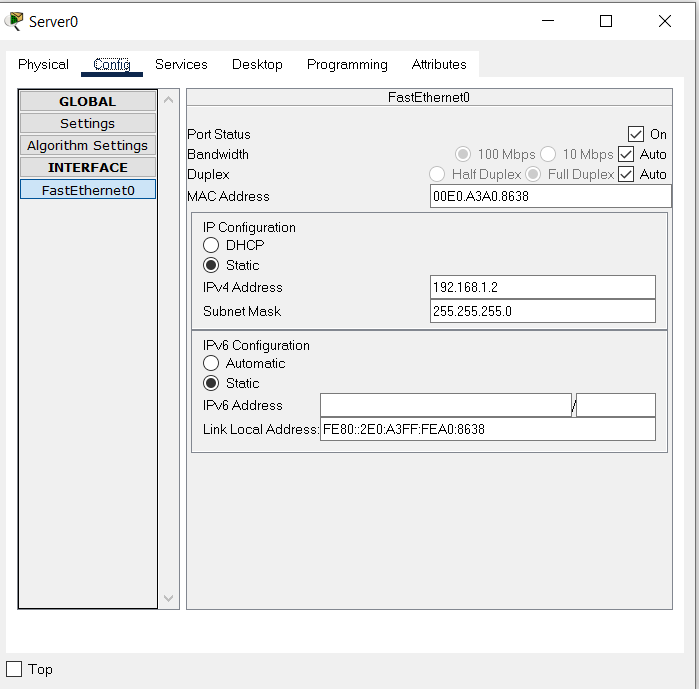 Server0
Physical Config Services Desktop Programming Attributes
GLOBAL
Settings
Algorithm Settings
INTERFACE
FastEthernet0
FastEthernet0
Port Status On
Bandwidth 100 Mbps 10 Mbps Auto
Duplex Half Duplex Full Duplex Auto
MAC Address 00E0.A3A0.8638
IP Configuration
DHCP
Static
IPv4 Address 192.168.1.2
Subnet Mask 255.255.255.0
IPv6 Configuration
Automatic
Static
IPv6 Address /
Link Local Address: FE80::2E0:A3FF:FEA0:8638
Top